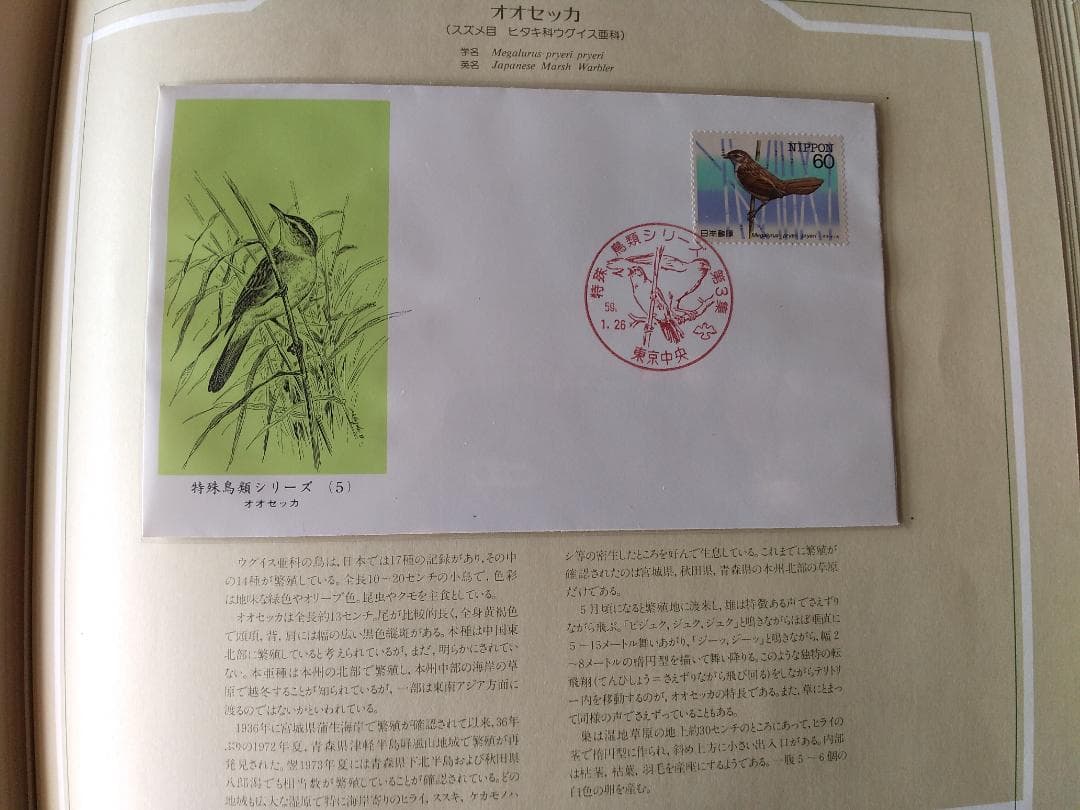 オオセッカ
(スズメ目 ヒタキ科ウグイス亜科)
学名 Megalurus pryeri pryeri
英名 Japanese Marsh Warbler
NIPPON
60
日本郵便
Megalurus pryeri pryeri
特殊鳥類シリーズ 第3集
59.
1.26
東京中央
特殊鳥類シリーズ (5)
オオセッカ
ウグイス亜科の鳥は、日本では17種の記録があり、その中
の14種が繁殖している。全長10〜20センチの小鳥で、色彩
は地味な緑色やオリーブ色。昆虫やクモを主食としている。
オオセッカは全長約13センチ。尾が比較的長く、全身黄褐色
で頭頂、背、肩には幅の広い黒色縦斑がある。本種は中国東
北部に繁殖していると考えられているが、まだ、明らかにされてい
ない。本亜種は本州の北部で繁殖し、本州中部の海岸の草
原で越冬することが知られているが、一部は東南アジア方面に
渡るのではないかといわれている。
1936年に宮城県蒲生海岸で繁殖が確認されて以来、36年
ぶりの1972年夏、青森県津軽半島屏風山地域で繁殖が再
発見された。翌1973年夏には青森県下北半島および秋田県
八郎潟でも相当数が繁殖していることが確認されている。どの
地域も広大な湿原で特に海岸寄りのヒライ、ススキ、ケカモノハ
シ等の密生したところを好んで生息している。これまでに繁殖が
確認されたのは宮城県、秋田県、青森県の本州北部の草原
だけである。
5月頃になると繁殖地に渡来し、雄は特徴ある声でさえずり
ながら飛ぶ。「ピジュク、ジュク、ジュク」と鳴きながらほぼ垂直に
5〜15メートル舞いあがり、「ジーッ、ジーッ」と鳴きながら、幅2
〜8メートルの楕円型を描いて舞い降りる。このような独特の転
飛翔(てんひしょう=さえずりながら飛び回る)をしながらテリトリ
ー内を移動するのが、オオセッカの特長である。また、草にとまっ
て同様の声でさえずっていることもある。
巣は湿地草原の地上約30センチのところにあって、ヒライの
茎で楕円型に作られ、斜め上方に小さい出入口がある。内部
は枯茎、枯葉、羽毛を産座にするようである。一腹5〜6個の
白色の卵を産む。